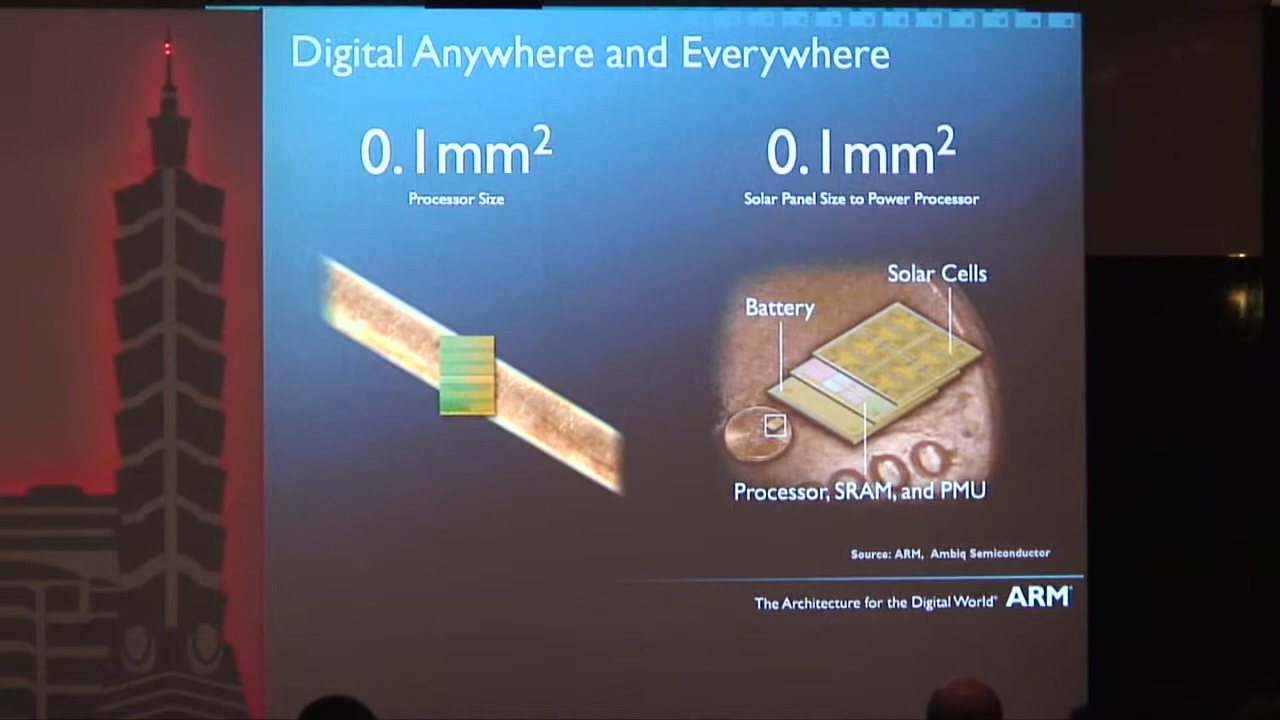 Digital Anywhere and Everywhere
0.1mm²
Processor Size
0.1mm²
Solar Panel Size to Power Processor
Solar Cells
Battery
Processor, SRAM, and PMU
Source: ARM, Ambiq Semiconductor
The Architecture for the Digital World® ARM®